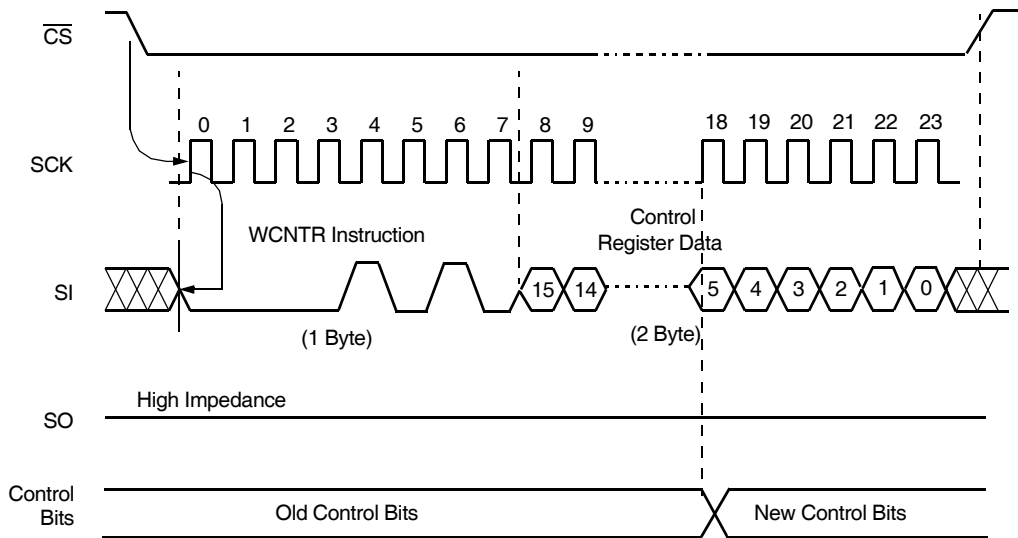 CS
SCK
0 1 2 3 4 5 6 7 8 9 18 19 20 21 22 23
WCNTR Instruction
Control
Register Data
SI
15 14 5 4 3 2 1 0
(1 Byte)
(2 Byte)
High Impedance
SO
Control
Bits
Old Control Bits
New Control Bits